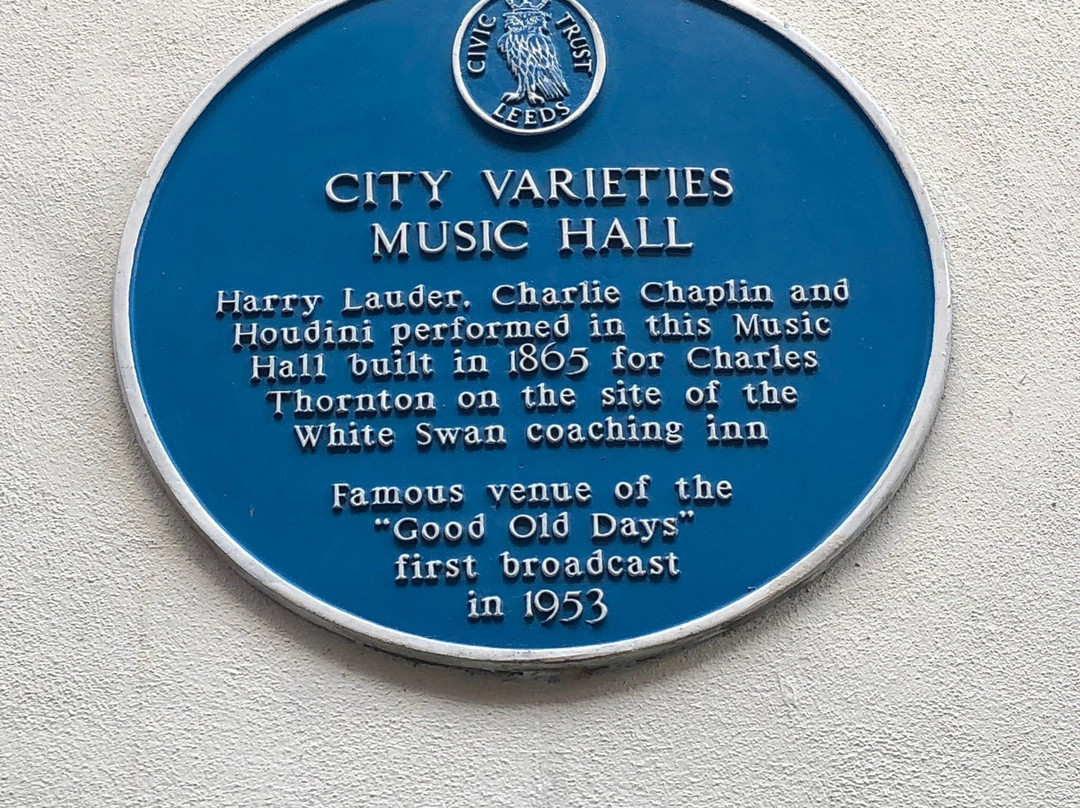 CIVIC TRUST
LEEDS
CITY VARIETIES
MUSIC HALL
Harry Lauder. Charlie Chaplin and
Houdini performed in this Music
Hall built in 1865 for Charles
Thornton on the site of the
White Swan coaching inn
Famous venue of the
“Good Old Days”
first broadcast
in 1953